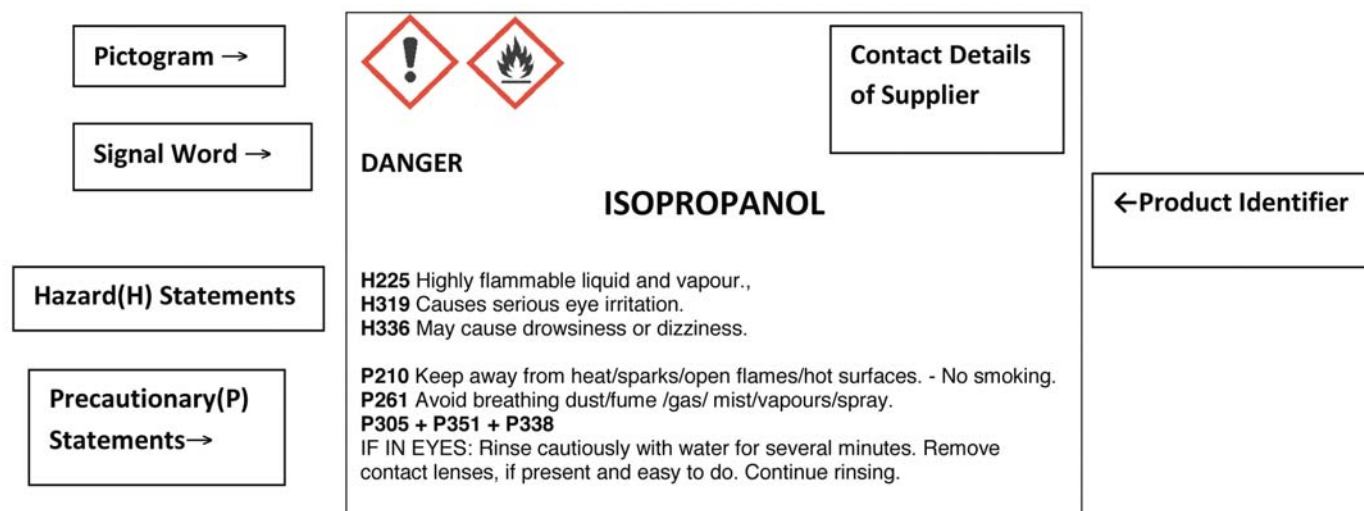 Pictogram →
Contact Details
of Supplier
Signal Word →
DANGER
ISOPROPANOL
←Product Identifier
Hazard(H) Statements
H225 Highly flammable liquid and vapour.,
H319 Causes serious eye irritation.
H336 May cause drowsiness or dizziness.
Precautionary(P)
Statements→
P210 Keep away from heat/sparks/open flames/hot surfaces. - No smoking.
P261 Avoid breathing dust/fume /gas/ mist/vapours/spray.
P305 + P351 + P338
IF IN EYES: Rinse cautiously with water for several minutes. Remove
contact lenses, if present and easy to do. Continue rinsing.